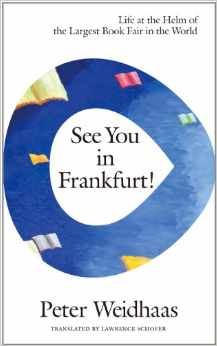 Life at the Helm of
the Largest Book Fair in the World
See You
in
Frankfurt!
Peter Weidhaas
TRANSLATED BY LAWRENCE SCHOFER